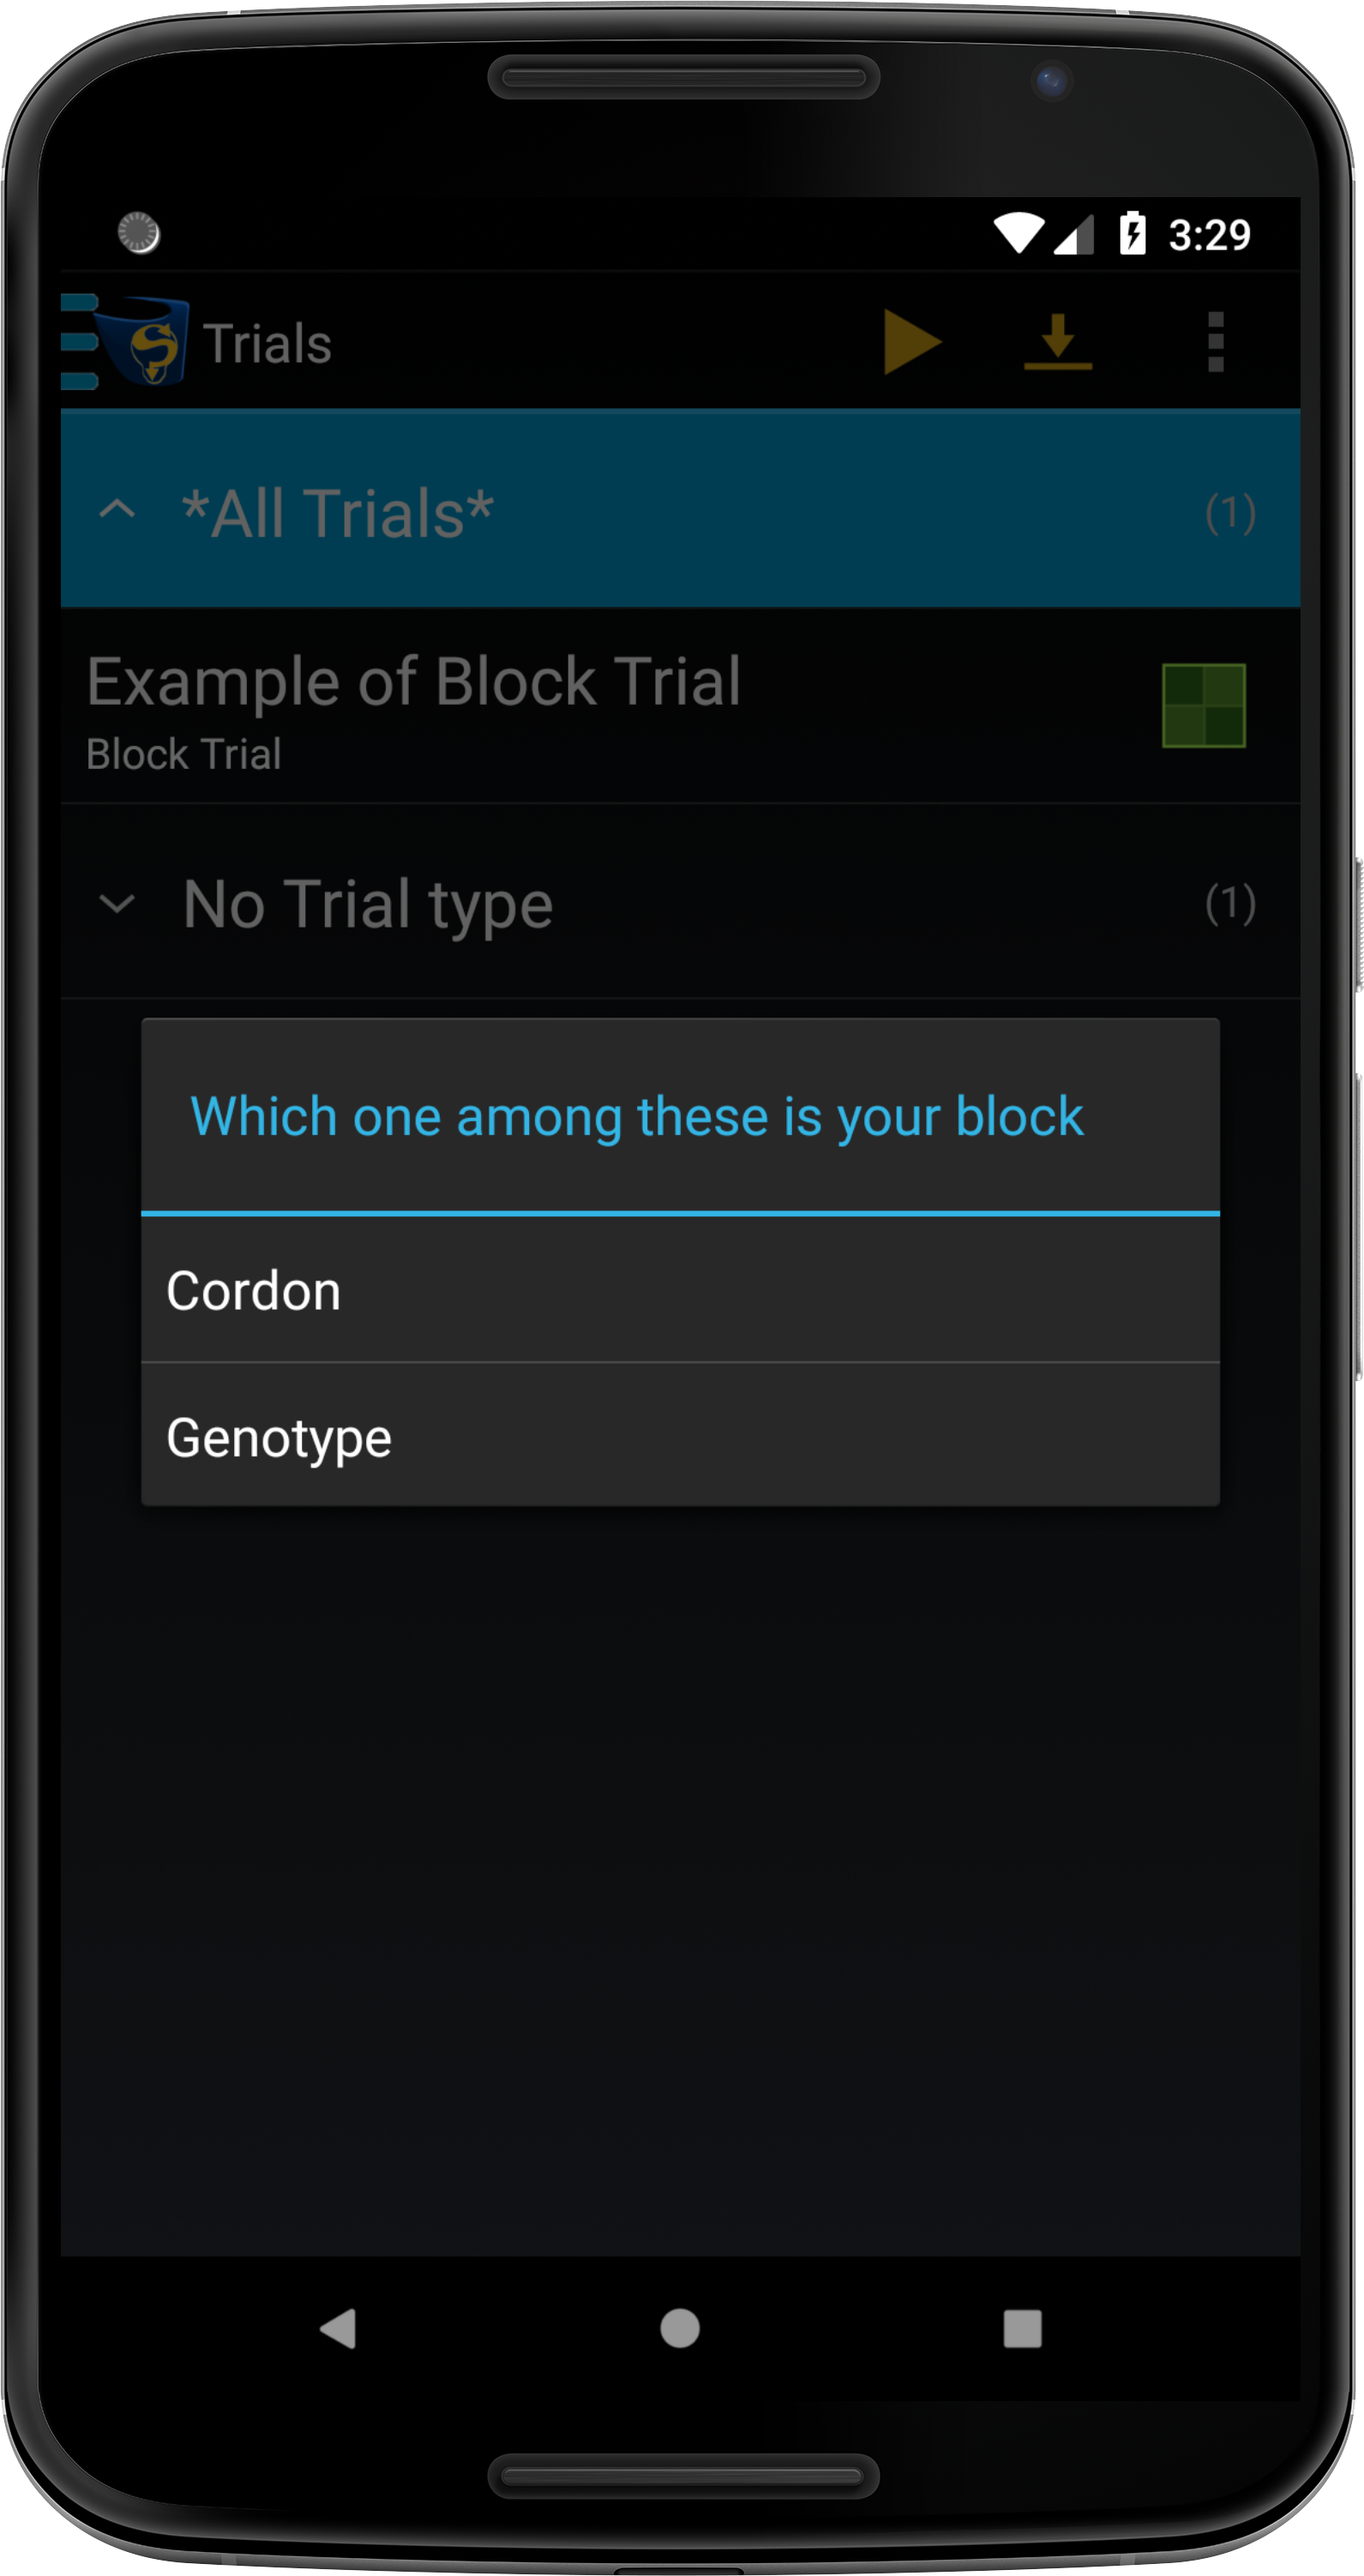 3:29
Trials
*All Trials* (1)
Example of Block Trial
Block Trial
No Trial type (1)
Which one among these is your block
Cordon
Genotype